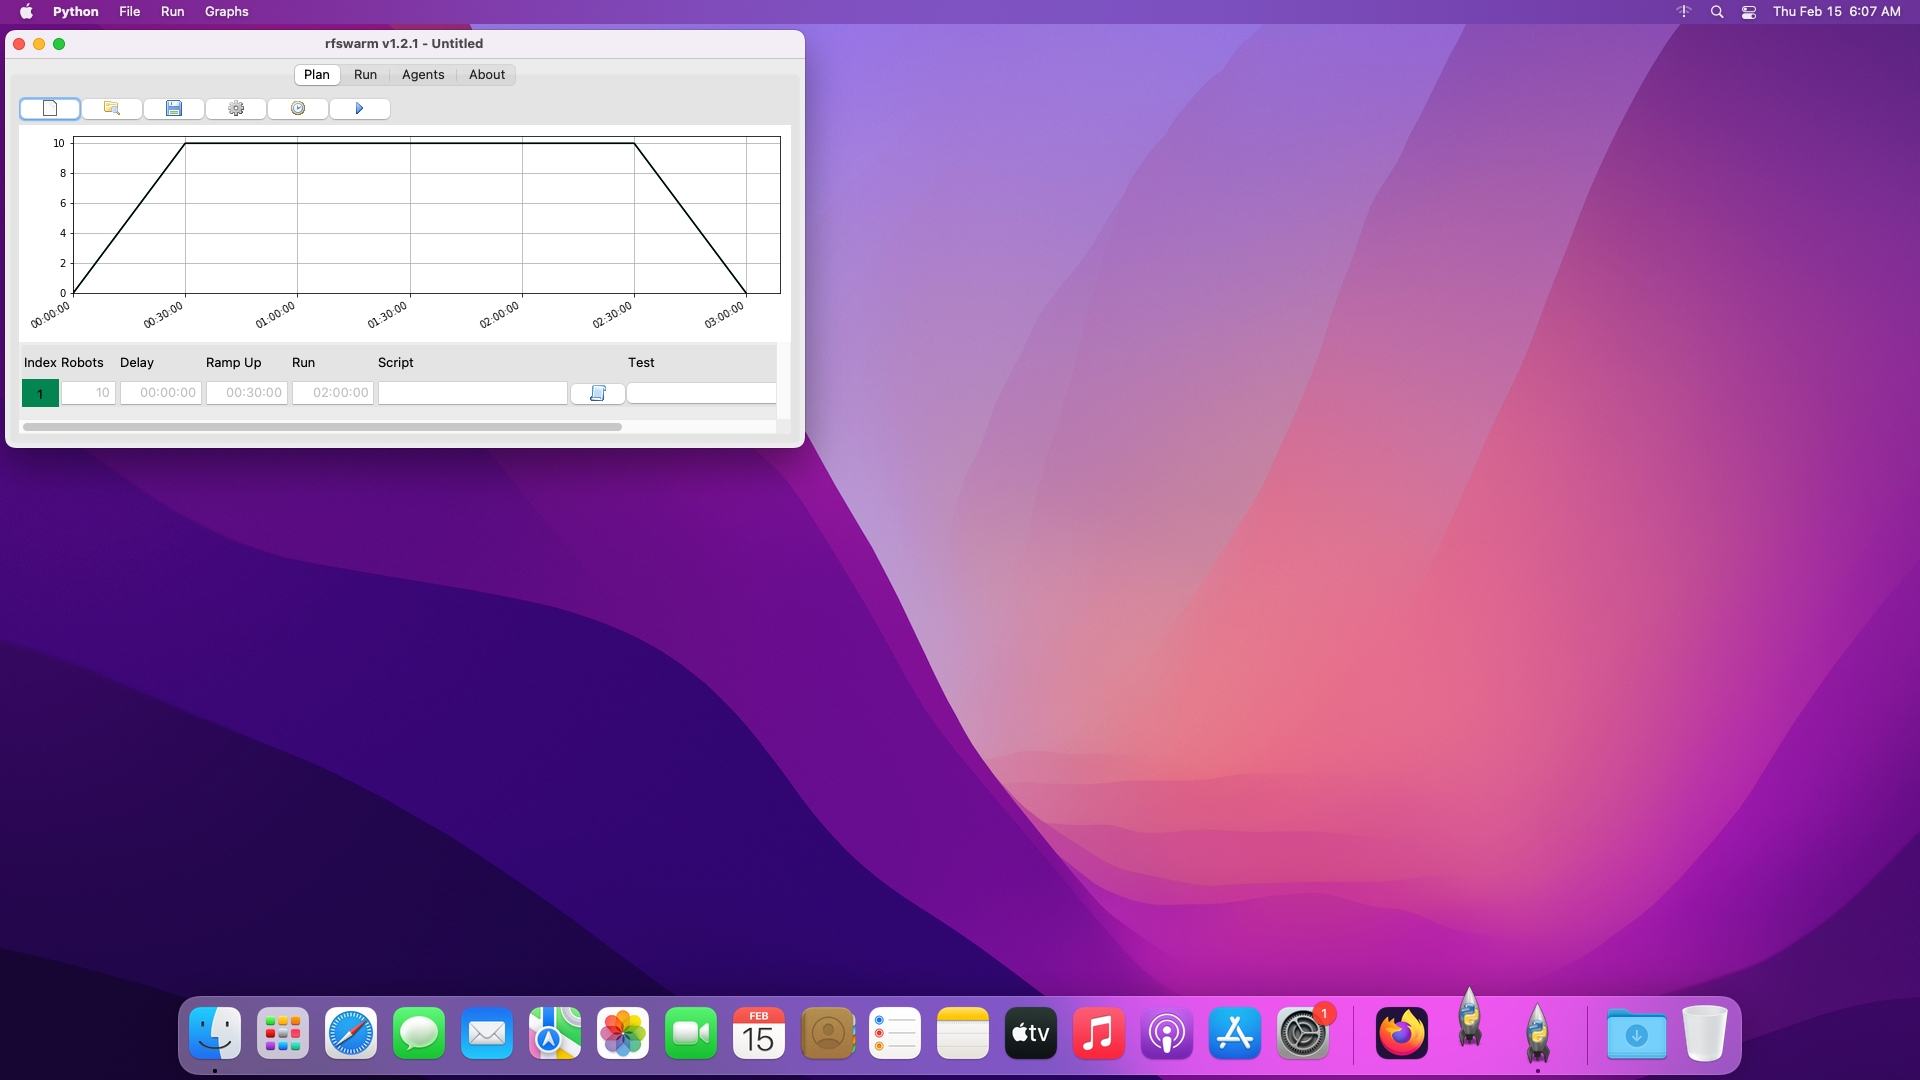 Python File Run Graphs Thu Feb 15 6:07 AM
rfswarm v1.2.1 - Untitled
Plan Run Agents About
10
8
6
4
2
0
00:00:00 00:30:00 01:00:00 01:30:00 02:00:00 02:30:00 03:00:00
Index Robots Delay Ramp Up Run Script Test
1 10 00:00:00 00:30:00 02:00:00
FEB
15
tv
1